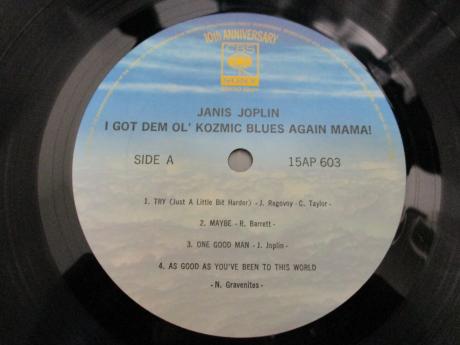 10th ANNIVERSARY
CBS
SONY
JANIS JOPLIN
I GOT DEM OL' KOZMIC BLUES AGAIN MAMA!
SIDE A 15AP 603
1. TRY (Just A Little Bit Harder) - J. Ragovoy - C. Taylor -
2. MAYBE - R. Barrett -
3. ONE GOOD MAN - J. Joplin -
4. AS GOOD AS YOU'VE BEEN TO THIS WORLD
- N. Gravenites -